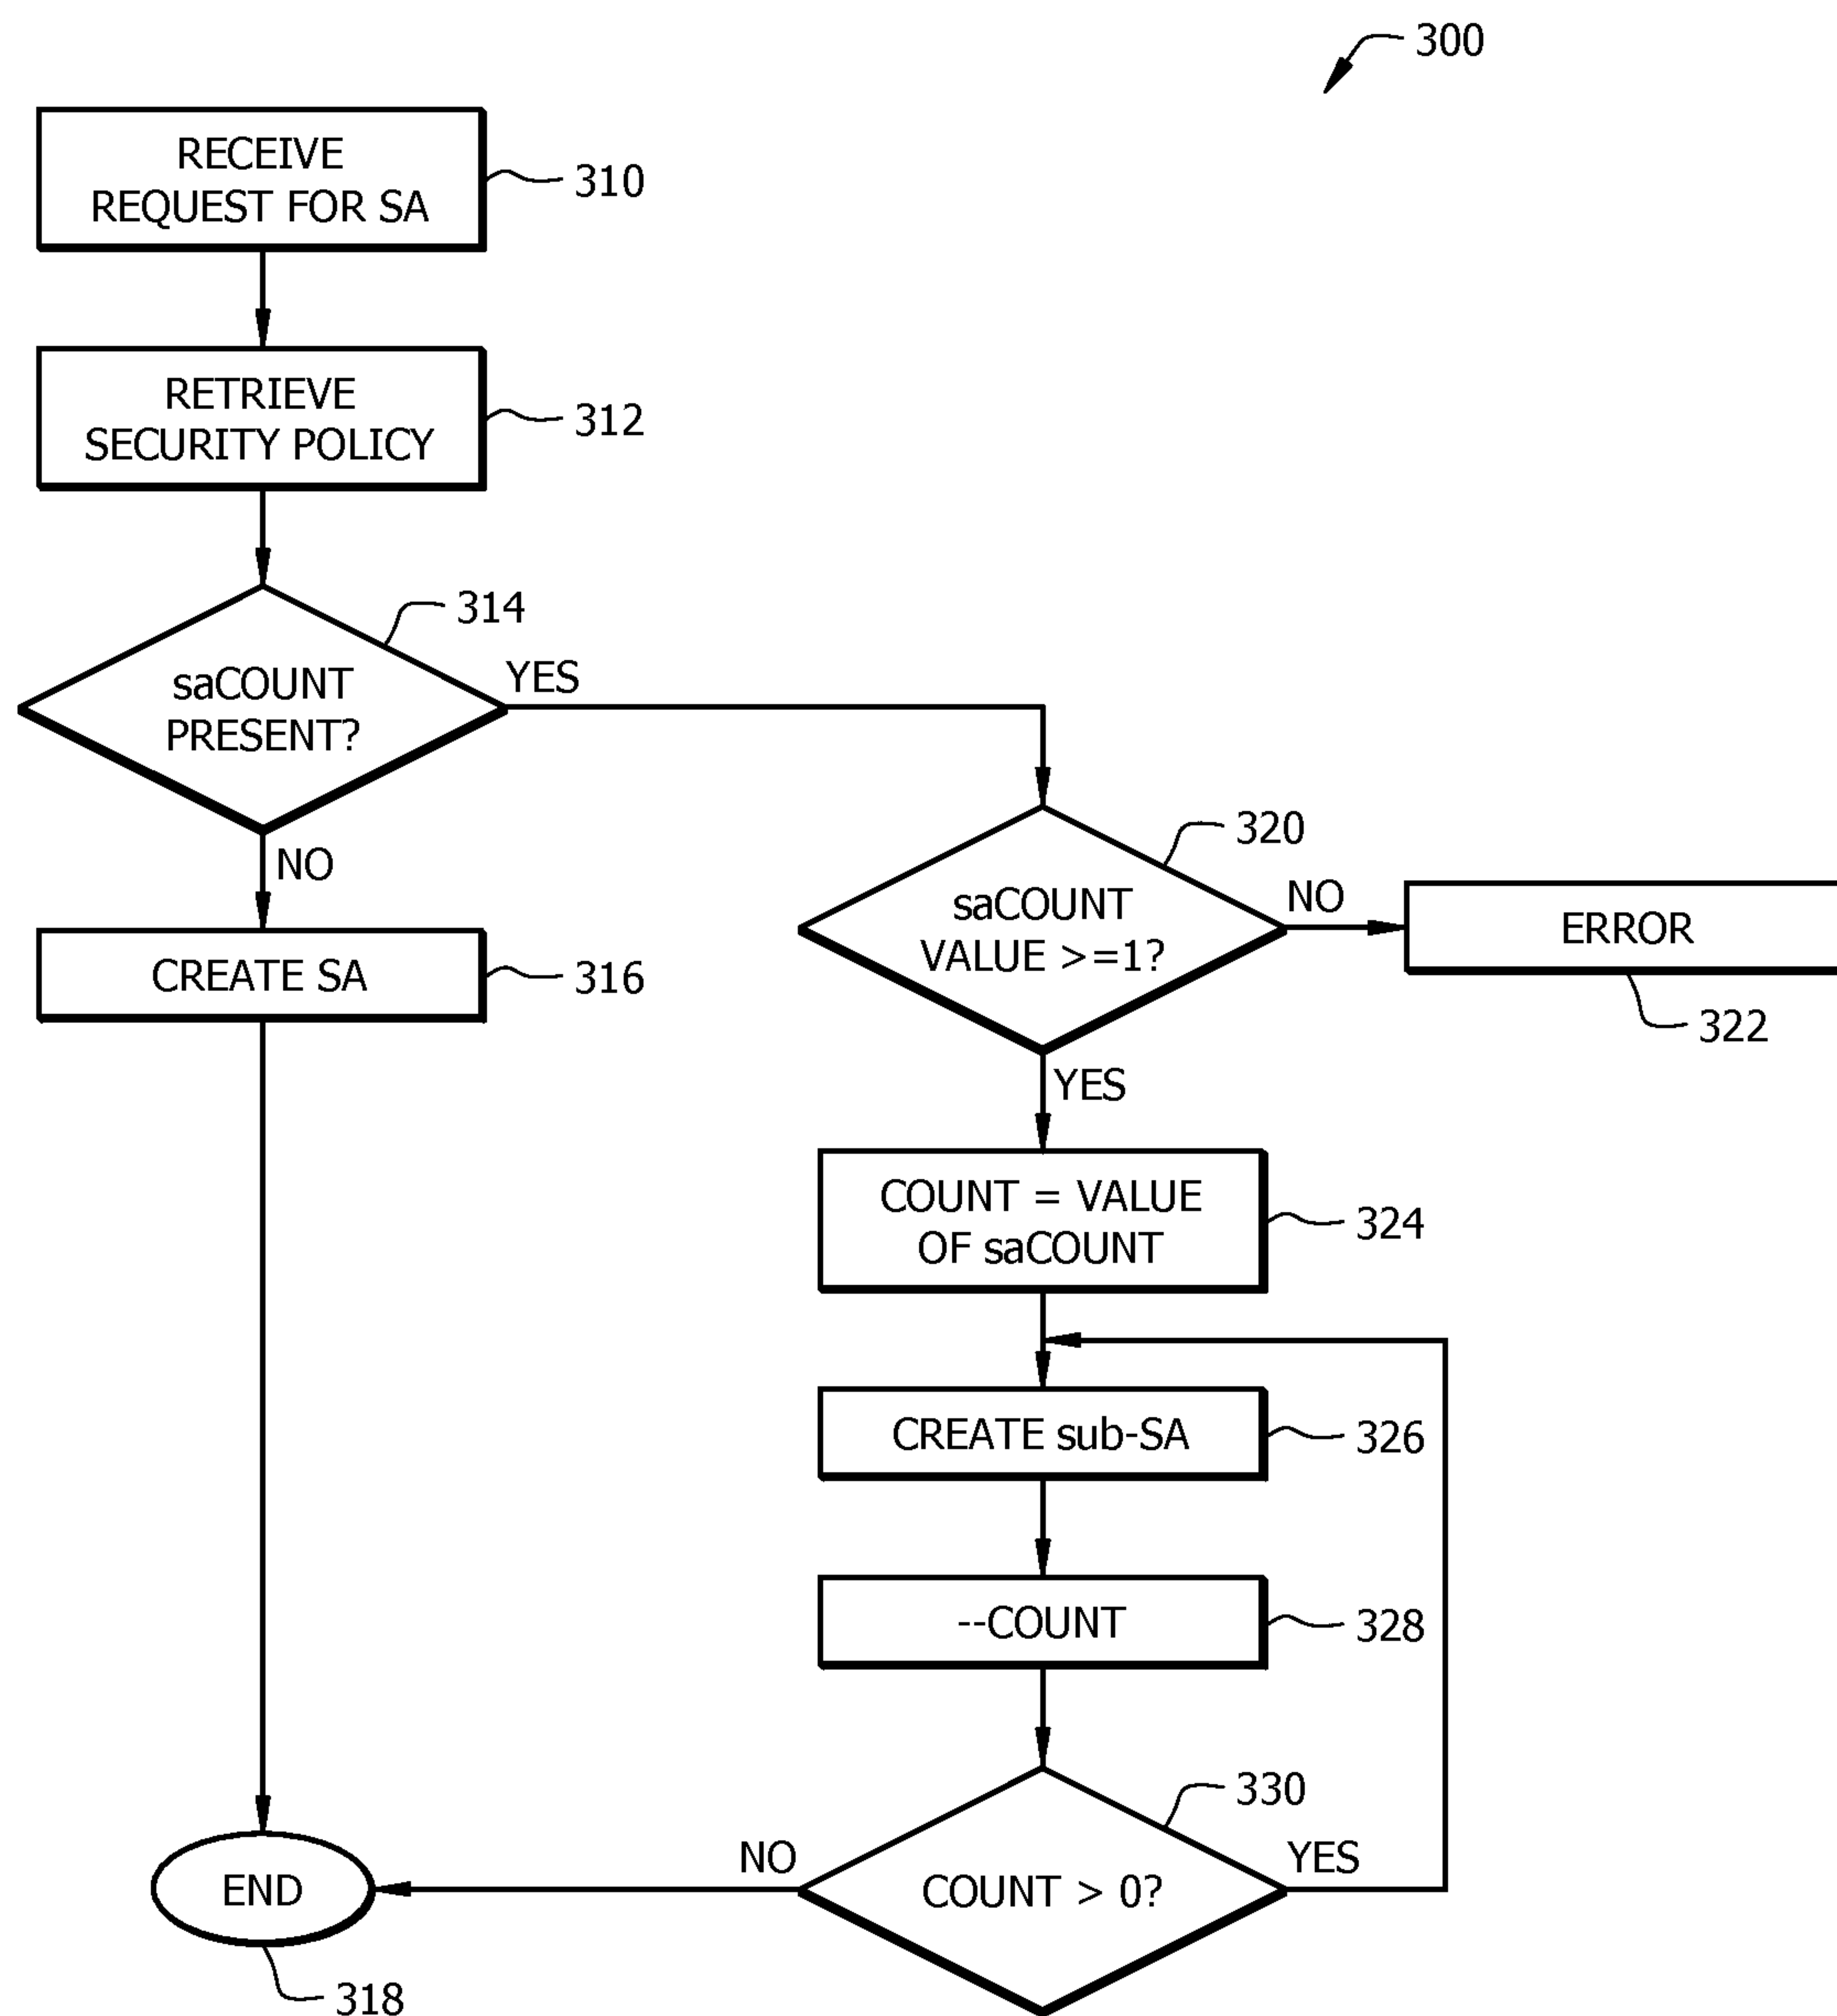 300
RECEIVE
REQUEST FOR SA
310
RETRIEVE
SECURITY POLICY
312
saCOUNT
PRESENT?
314
YES
NO
CREATE SA
316
saCOUNT
VALUE >=1?
320
NO
ERROR
322
YES
COUNT = VALUE
OF saCOUNT
324
CREATE sub-SA
326
--COUNT
328
COUNT > 0?
330
YES
NO
END
318